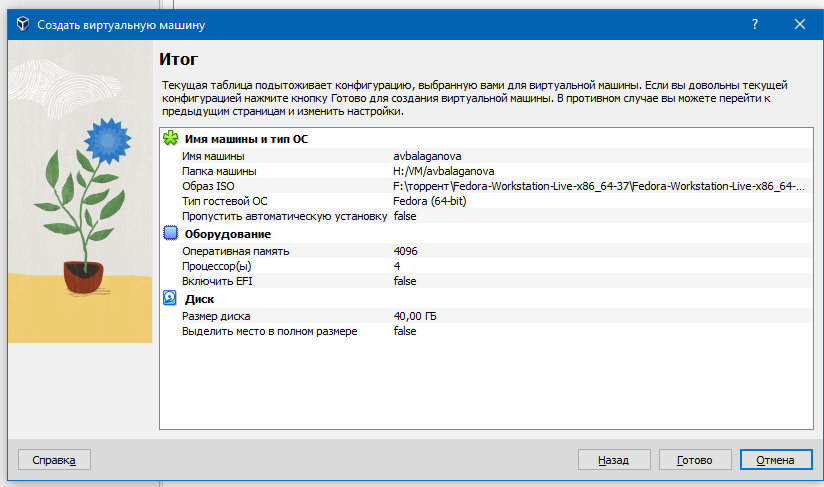 Создать виртуальную машину
?
Итог
Текущая таблица подытоживает конфигурацию, выбранную вами для виртуальной машины. Если вы довольны текущей
конфигурацией нажмите кнопку Готово для создания виртуальной машины. В противном случае вы можете перейти к
предыдущим страницам и изменить настройки.
Имя машины и тип ОС
Имя машины avbalaganova
Папка машины H:/VM/avbalaganova
Образ ISO F:\торрент\Fedora-Workstation-Live-x86_64-37\Fedora-Workstation-Live-x86_64-...
Тип гостевой ОС Fedora (64-bit)
Пропустить автоматическую установку false
Оборудование
Оперативная память 4096
Процессор(ы) 4
Включить EFI false
Диск
Размер диска 40,00 ГБ
Выделить место в полном размере false
Справка Назад Готово Отмена